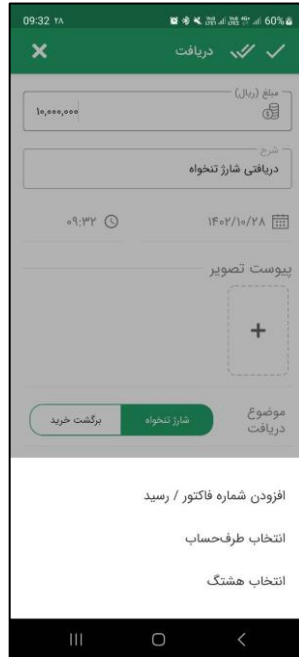 09:32 ٢٨
60%
دریافت
مبلغ (ریال)
۱۰,۰۰۰,۰۰۰
شرح
دریافتی شارژ تنخواه
۱۴۰۲/۱۰/۲۸
۰۹:۳۲
پیوست تصویر
+
موضوع دریافت
شارژ تنخواه
برگشت خرید
افزودن شماره فاکتور / رسید
انتخاب طرف‌حساب
انتخاب هشتگ